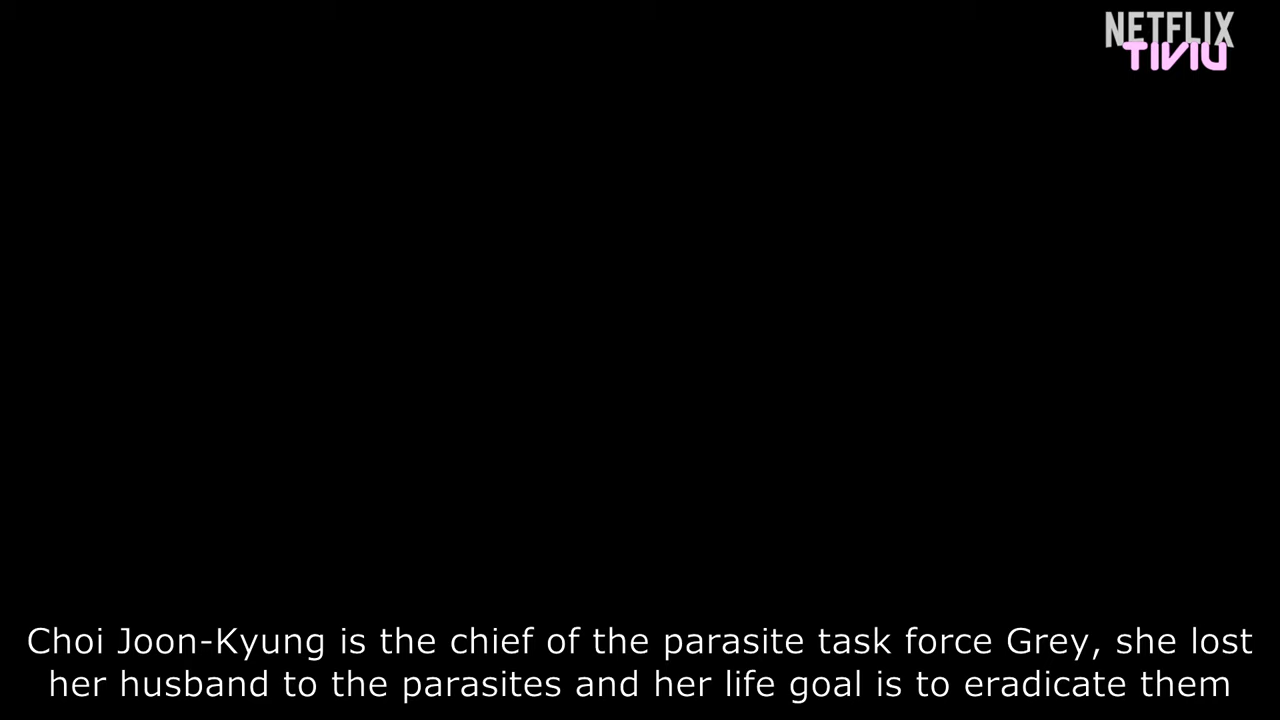 NETFLIX
TIVIU
Choi Joon-Kyung is the chief of the parasite task force Grey, she lost
her husband to the parasites and her life goal is to eradicate them